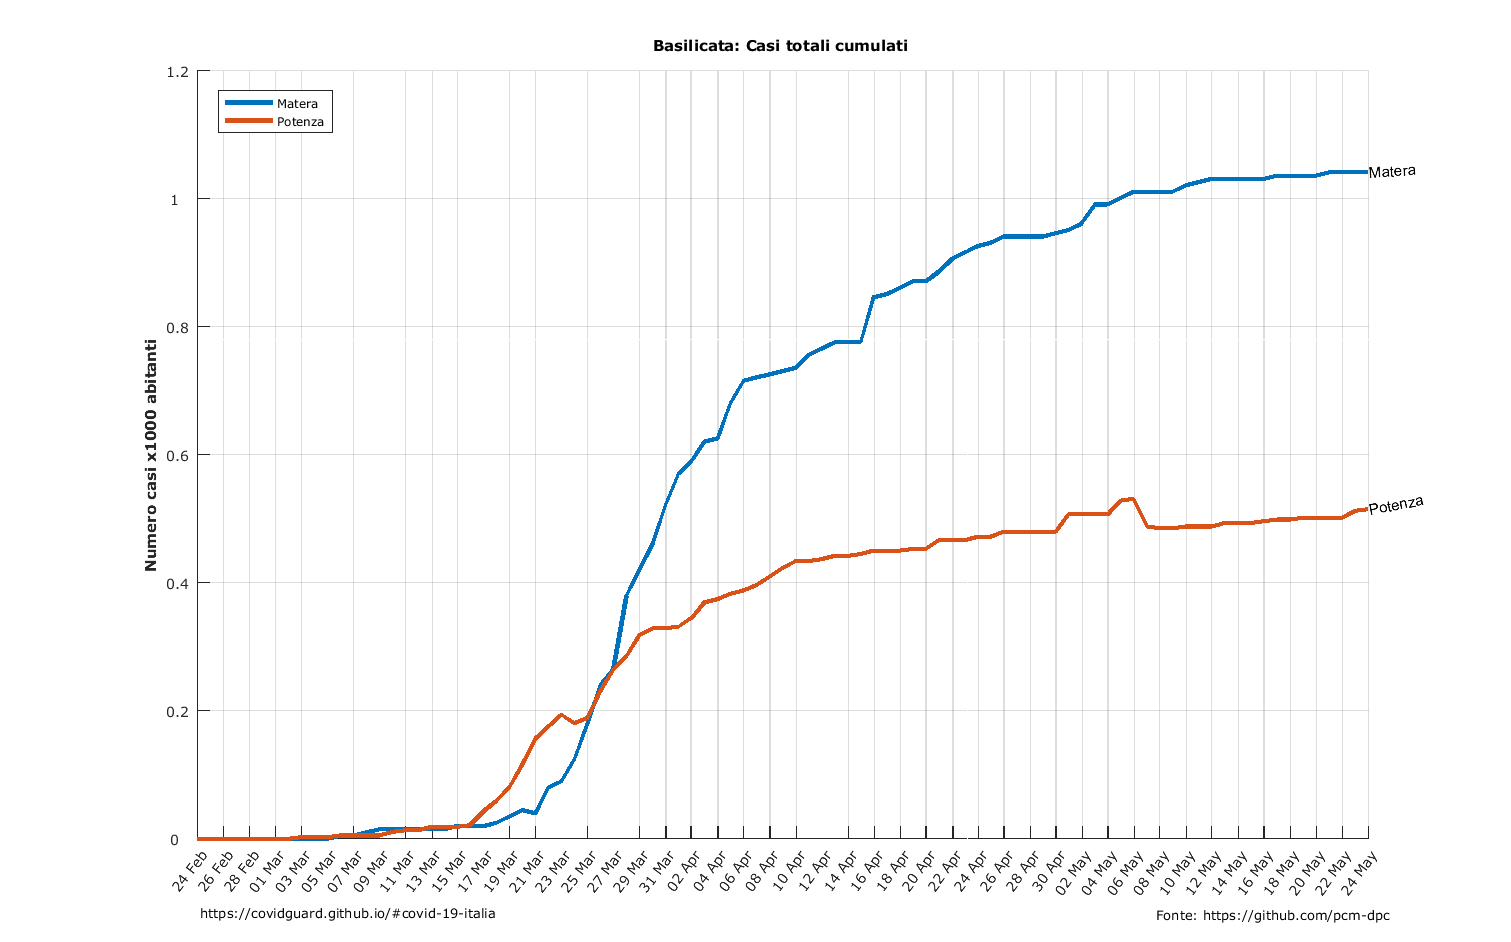 Basilicata: Casi totali cumulati
Matera
Potenza
Numero casi x1000 abitanti
1.2
1
0.8
0.6
0.4
0.2
0
Matera
Potenza
24 Feb
26 Feb
28 Feb
01 Mar
03 Mar
05 Mar
07 Mar
09 Mar
11 Mar
13 Mar
15 Mar
17 Mar
19 Mar
21 Mar
23 Mar
25 Mar
27 Mar
29 Mar
31 Mar
02 Apr
04 Apr
06 Apr
08 Apr
10 Apr
12 Apr
14 Apr
16 Apr
18 Apr
20 Apr
22 Apr
24 Apr
26 Apr
28 Apr
30 Apr
02 May
04 May
06 May
08 May
10 May
12 May
14 May
16 May
18 May
20 May
22 May
24 May
https://covidguard.github.io/#covid-19-italia
Fonte: https://github.com/pcm-dpc